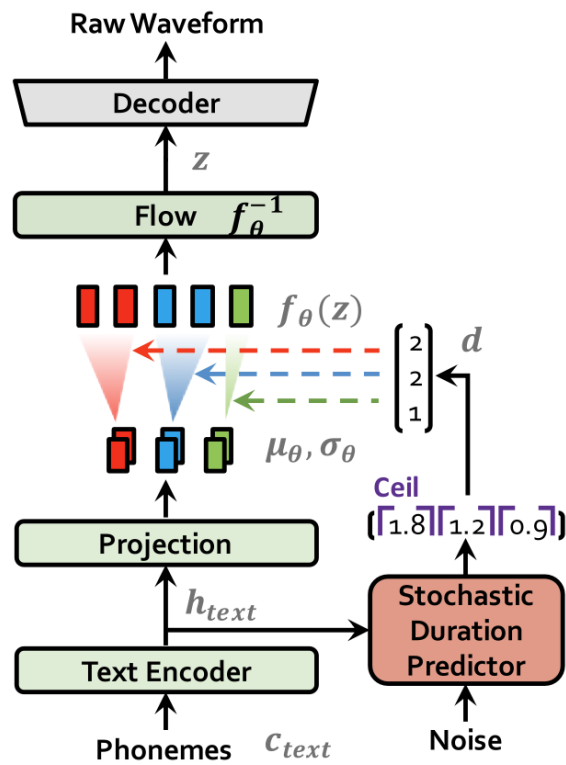 Raw Waveform
Decoder
z
Flow f_θ^{-1}
f_θ(z)
2
2
1
d
μ_θ, σ_θ
Ceil
(⌈1.8⌉⌈1.2⌉⌈0.9⌉)
Projection
h_text
Stochastic
Duration
Predictor
Text Encoder
Phonemes c_text
Noise